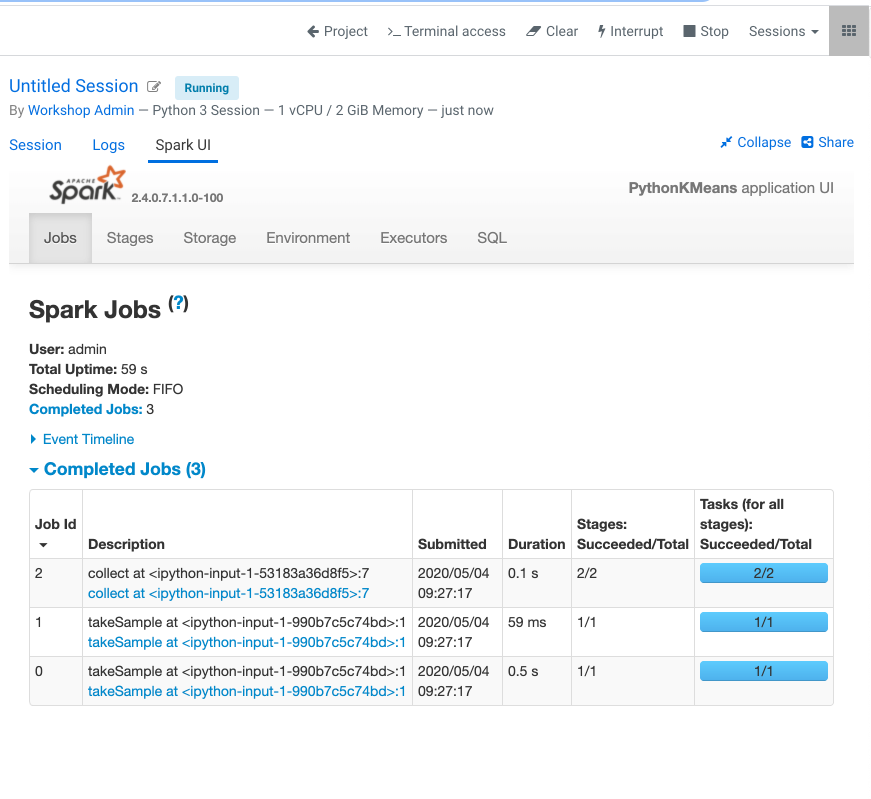 Project Terminal access Clear Interrupt Stop Sessions
Untitled Session Running
By Workshop Admin — Python 3 Session — 1 vCPU / 2 GiB Memory — just now
Session Logs Spark UI Collapse Share
APACHE
Spark 2.4.0.7.1.1.0-100 PythonKMeans application UI
Jobs Stages Storage Environment Executors SQL
Spark Jobs (?)
User: admin
Total Uptime: 59 s
Scheduling Mode: FIFO
Completed Jobs: 3
Event Timeline
Completed Jobs (3)
Tasks (for all
Job Id Stages: stages):
Description Submitted Duration Succeeded/Total Succeeded/Total
2 collect at <ipython-input-1-53183a36d8f5>:7 2020/05/04 0.1 s 2/2 2/2
collect at <ipython-input-1-53183a36d8f5>:7 09:27:17
1 takeSample at <ipython-input-1-990b7c5c74bd>:1 2020/05/04 59 ms 1/1 1/1
takeSample at <ipython-input-1-990b7c5c74bd>:1 09:27:17
0 takeSample at <ipython-input-1-990b7c5c74bd>:1 2020/05/04 0.5 s 1/1 1/1
takeSample at <ipython-input-1-990b7c5c74bd>:1 09:27:17